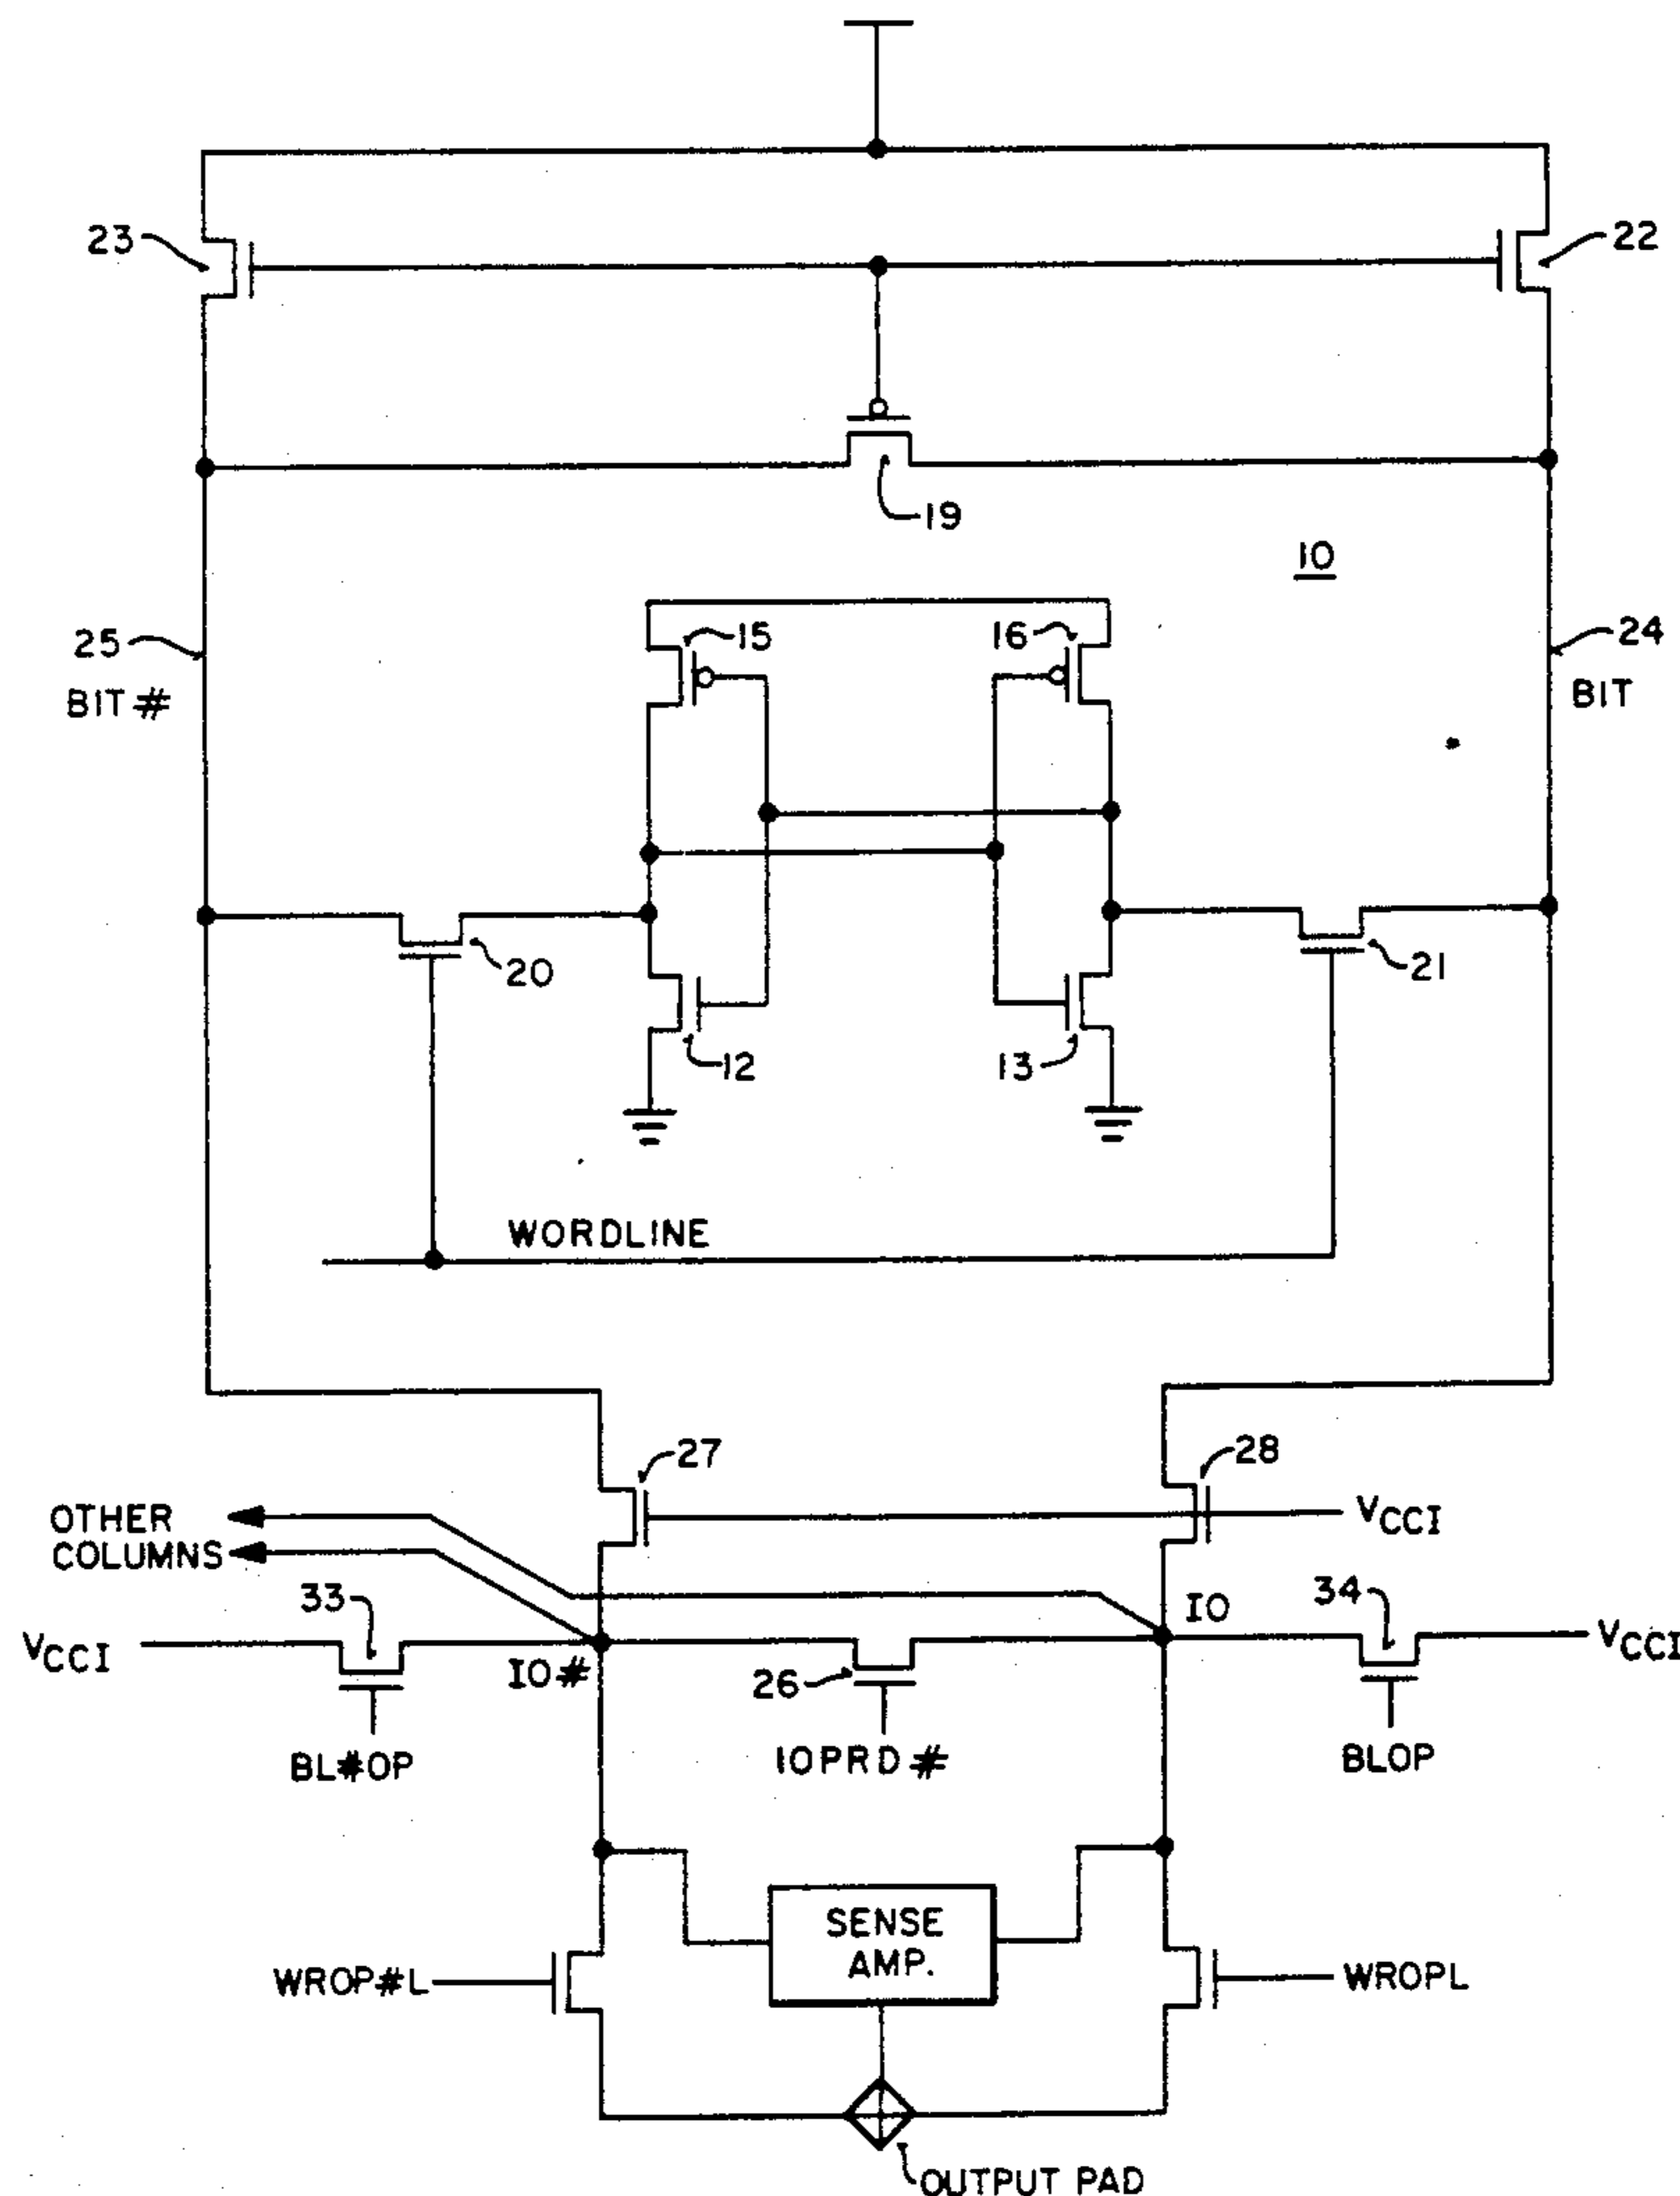 23
22
19
10
25
BIT#
15
16
24
BIT
20
21
12
13
WORDLINE
27
28
OTHER
COLUMNS
VCCI
33
34
IO
VCCI
IO#
26
VCCI
BL#OP
IOPRD#
BLOP
SENSE
AMP.
WROP#L
WROPL
OUTPUT PAD